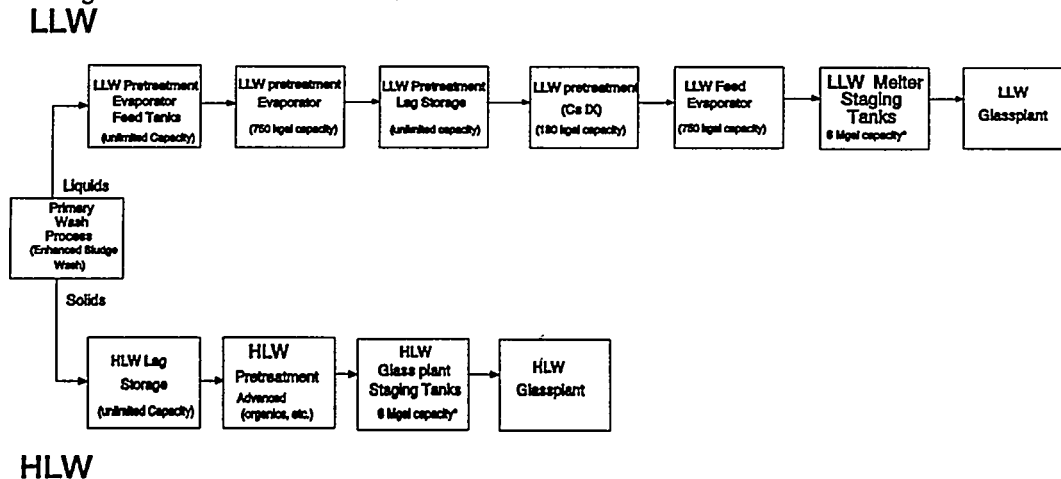 LLW
LLW Pretreatment
Evaporator
Feed Tanks
(unlimited Capacity)
LLW pretreatment
Evaporator
(750 kgal capacity)
LLW Pretreatment
Lag Storage
(unlimited capacity)
LLW pretreatment
(Cs IX)
(180 kgal capacity)
LLW Feed
Evaporator
(750 kgal capacity)
LLW Melter
Staging
Tanks
6 Mgal capacity*
LLW
Glassplant
Liquids
Primary
Wash
Process
(Enhanced Sludge
Wash)
Solids
HLW Lag
Storage
(unlimited Capacity)
HLW
Pretreatment
Advanced
(organics, etc.)
HLW
Glass plant
Staging Tanks
6 Mgal capacity*
HLW
Glassplant
HLW